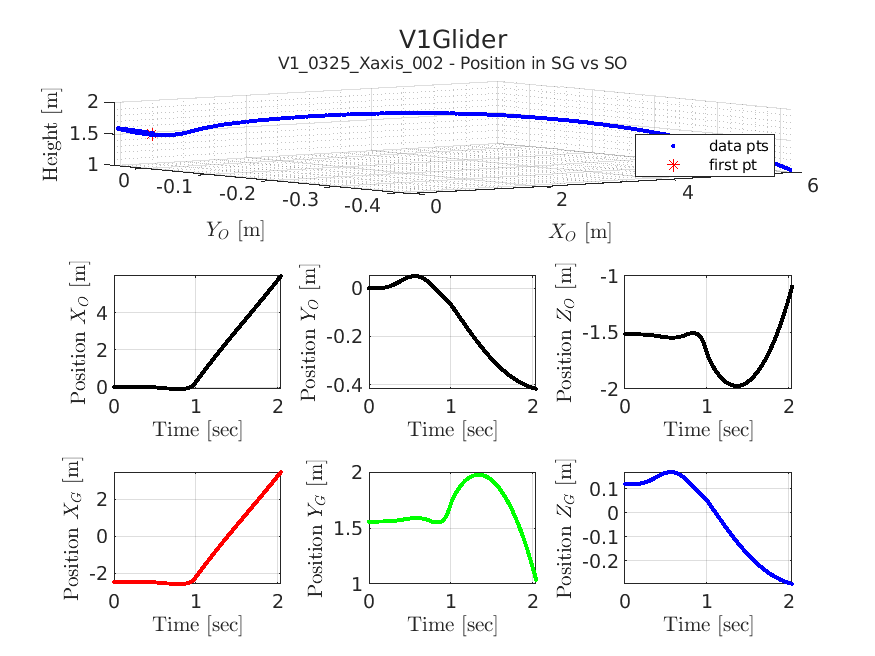 V1Glider
V1_0325_Xaxis_002 - Position in SG vs SO
Height [m]
2
1.5
1
0
-0.1
-0.2
-0.3
-0.4
0
2
4
6
Y_O [m]
X_O [m]
data pts
first pt
Position X_O [m]
4
2
0
0
1
2
Time [sec]
Position Y_O [m]
0
-0.2
-0.4
0
1
2
Time [sec]
Position Z_O [m]
-1
-1.5
-2
0
1
2
Time [sec]
Position X_G [m]
2
0
-2
0
1
2
Time [sec]
Position Y_G [m]
2
1.5
1
0
1
2
Time [sec]
Position Z_G [m]
0.1
0
-0.1
-0.2
0
1
2
Time [sec]